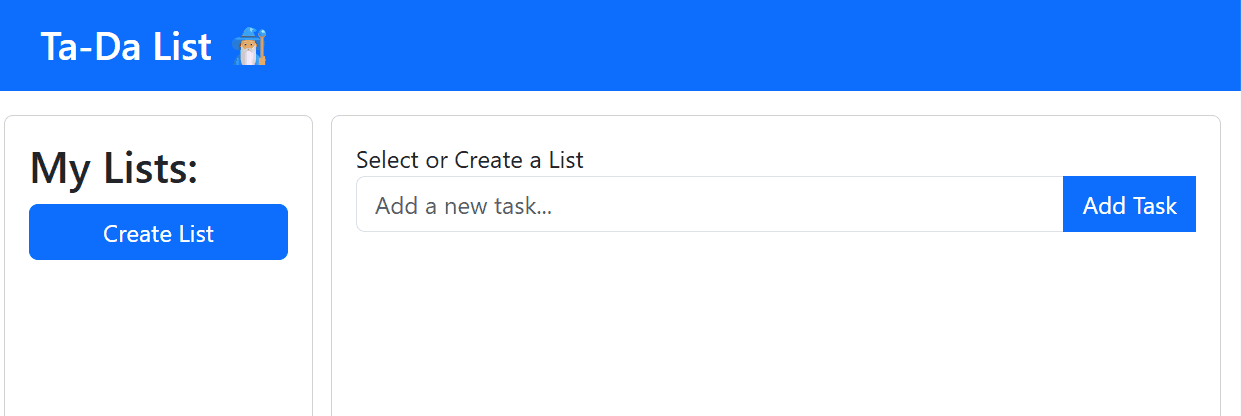 Ta-Da List
My Lists:
Create List
Select or Create a List
Add a new task...
Add Task